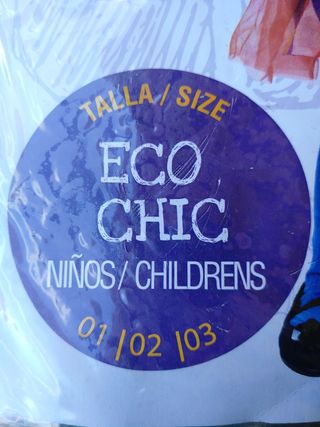 TALLA / SIZE
ECO
CHIC
NIÑOS / CHILDRENS
01 | 02 | 03